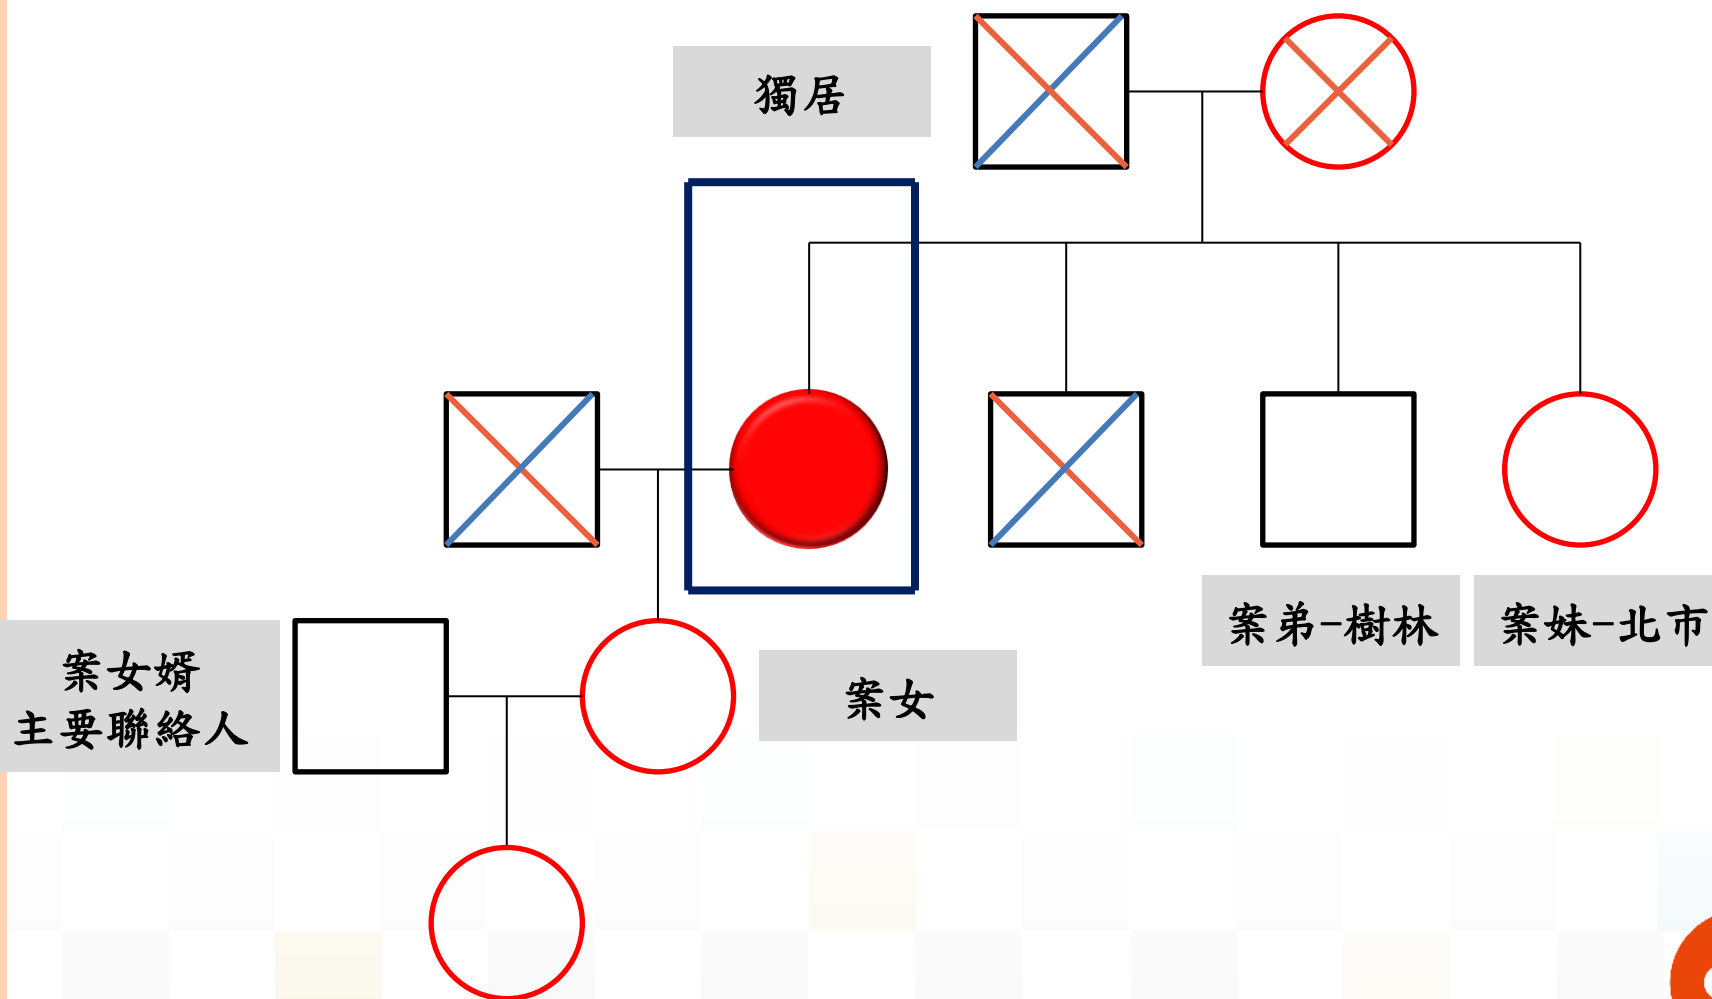 獨居
案弟-樹林
案妹-北市
案女婿
主要聯絡人
案女